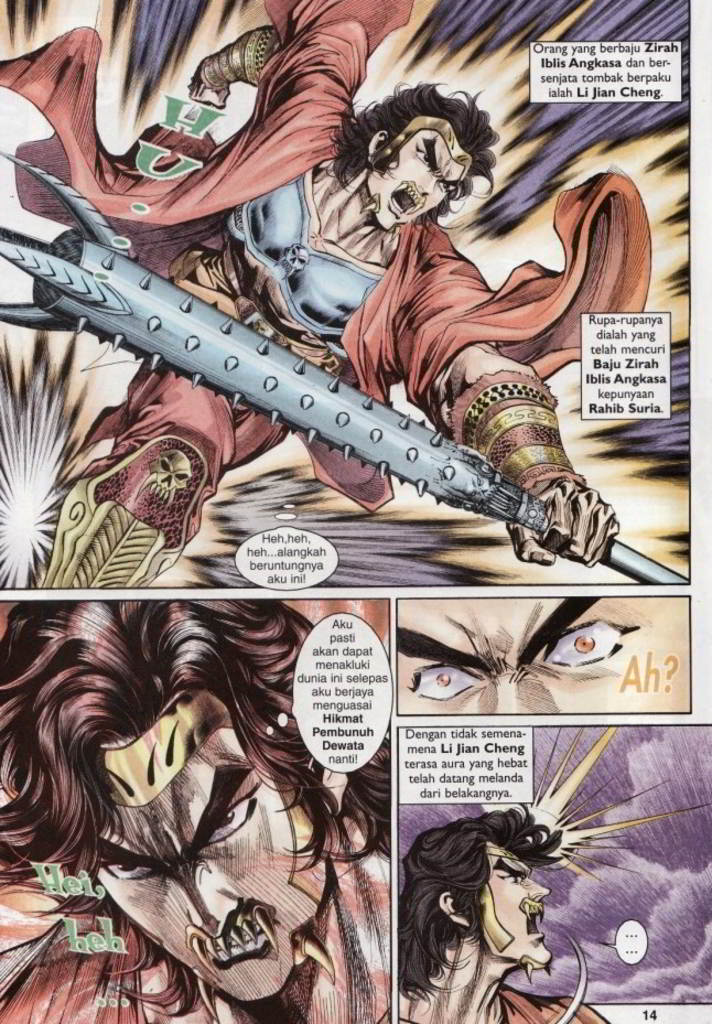 Orang yang berbaju Zirah
Iblis Angkasa dan ber-
senjata tombak berpaku
ialah Li Jian Cheng.
HU...
Rupa-rupanya
dialah yang
telah mencuri
Baju Zirah
Iblis Angkasa
kepunyaan
Rahib Suria.
Heh,heh,
heh...alangkah
beruntungnya
aku ini!
Aku
pasti
akan dapat
menakluki
dunia ini selepas
aku berjaya
menguasai
Hikmat
Pembunuh
Dewata
nanti!
Hei,
heh
...
Ah?
Dengan tidak semena-
mena Li Jian Cheng
terasa aura yang hebat
telah datang melanda
dari belakangnya.
...
...
14